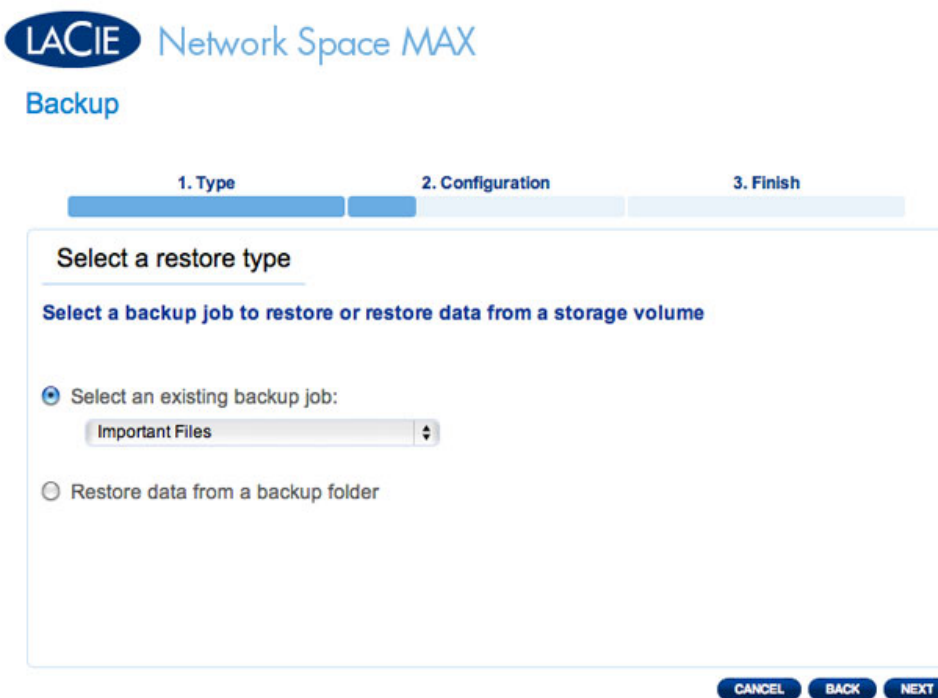 LACIE Network Space MAX
Backup
1. Type 2. Configuration 3. Finish
Select a restore type
Select a backup job to restore or restore data from a storage volume
Select an existing backup job:
Important Files
Restore data from a backup folder
CANCEL BACK NEXT